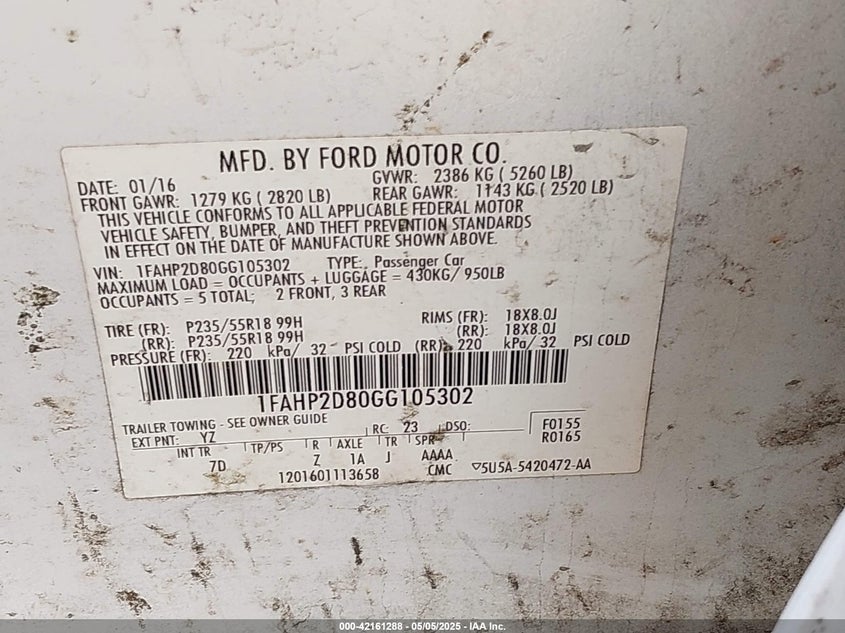 MFD. BY FORD MOTOR CO.
DATE: 01/16 GVWR: 2386 KG ( 5260 LB)
FRONT GAWR: 1279 KG ( 2820 LB) REAR GAWR: 1143 KG ( 2520 LB)
THIS VEHICLE CONFORMS TO ALL APPLICABLE FEDERAL MOTOR
VEHICLE SAFETY, BUMPER, AND THEFT PREVENTION STANDARDS
IN EFFECT ON THE DATE OF MANUFACTURE SHOWN ABOVE.
VIN: 1FAHP2D80GG105302 TYPE: Passenger Car
MAXIMUM LOAD = OCCUPANTS + LUGGAGE = 430KG/ 950LB
OCCUPANTS = 5 TOTAL; 2 FRONT, 3 REAR
TIRE (FR): P235/55R18 99H RIMS (FR): 18X8.0J
(RR): P235/55R18 99H (RR): 18X8.0J
PRESSURE (FR): 220 kPa/ 32 PSI COLD (RR): 220 kPa/ 32 PSI COLD
1FAHP2D80GG105302
TRAILER TOWING - SEE OWNER GUIDE
EXT PNT: YZ RC: 23 DSO: F0155
INT TR TP/PS R AXLE TR SPR R0165
7D Z 1A J AAAA
1201601113658 CMC ▽5U5A-5420472-AA
000-42161288 - 05/05/2025 - IAA Inc.